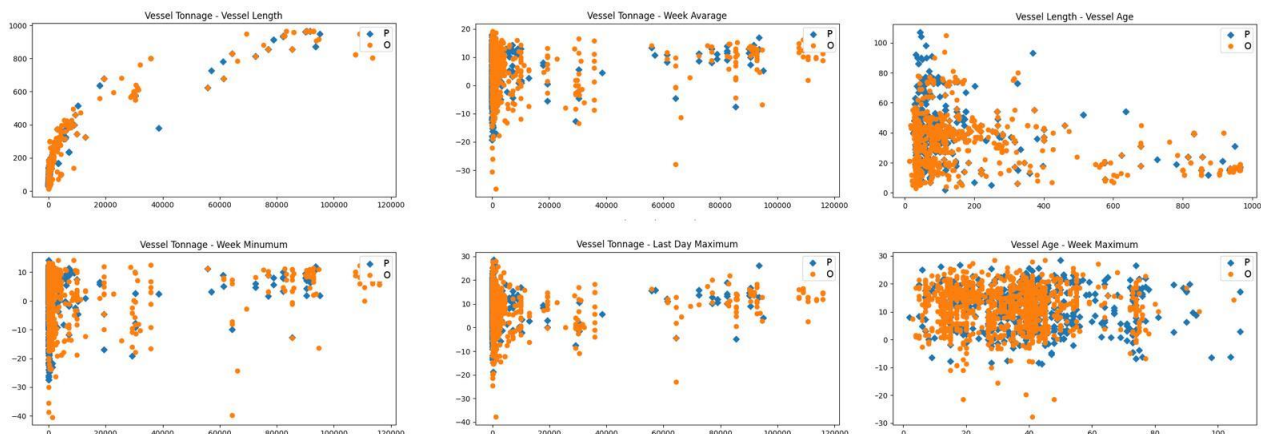 Vessel Tonnage - Vessel Length
P
O
1000
800
600
400
200
0
0 20000 40000 60000 80000 100000 120000
Vessel Tonnage - Week Avarage
P
O
20
10
0
−10
−20
−30
0 20000 40000 60000 80000 100000 120000
Vessel Length - Vessel Age
P
O
100
80
60
40
20
0
0 200 400 600 800 1000
Vessel Tonnage - Week Minumum
P
O
10
0
−10
−20
−30
−40
0 20000 40000 60000 80000 100000 120000
Vessel Tonnage - Last Day Maximum
P
O
30
20
10
0
−10
−20
−30
−40
0 20000 40000 60000 80000 100000 120000
Vessel Age - Week Maximum
P
O
30
20
10
0
−10
−20
−30
0 20 40 60 80 100